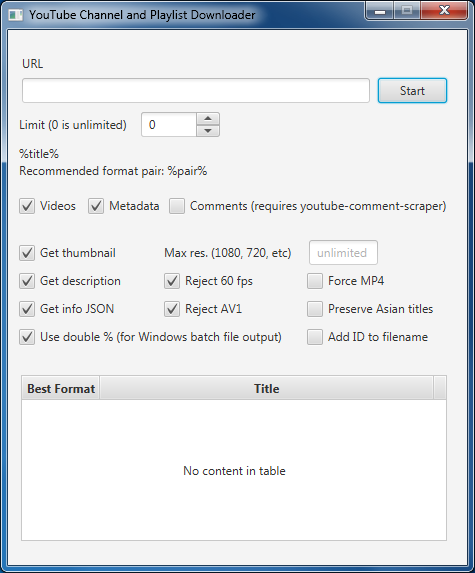 YouTube Channel and Playlist Downloader
URL
Start
Limit (0 is unlimited) 0
%title%
Recommended format pair: %pair%
Videos Metadata Comments (requires youtube-comment-scraper)
Get thumbnail Max res. (1080, 720, etc) unlimited
Get description Reject 60 fps Force MP4
Get info JSON Reject AV1 Preserve Asian titles
Use double % (for Windows batch file output) Add ID to filename
Best Format Title
No content in table